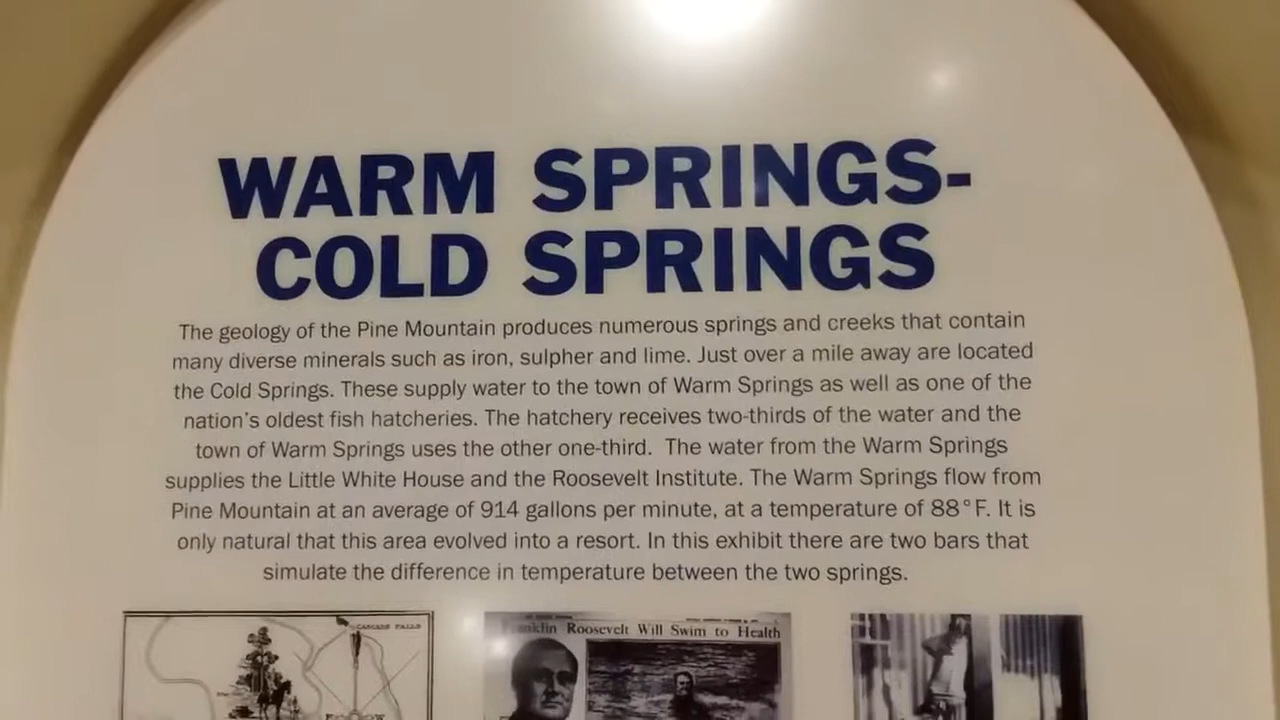 WARM SPRINGS-
COLD SPRINGS
The geology of the Pine Mountain produces numerous springs and creeks that contain
many diverse minerals such as iron, sulpher and lime. Just over a mile away are located
the Cold Springs. These supply water to the town of Warm Springs as well as one of the
nation's oldest fish hatcheries. The hatchery receives two-thirds of the water and the
town of Warm Springs uses the other one-third. The water from the Warm Springs
supplies the Little White House and the Roosevelt Institute. The Warm Springs flow from
Pine Mountain at an average of 914 gallons per minute, at a temperature of 88°F. It is
only natural that this area evolved into a resort. In this exhibit there are two bars that
simulate the difference in temperature between the two springs.
CASCADE FALLS
Franklin Roosevelt Will Swim to Health